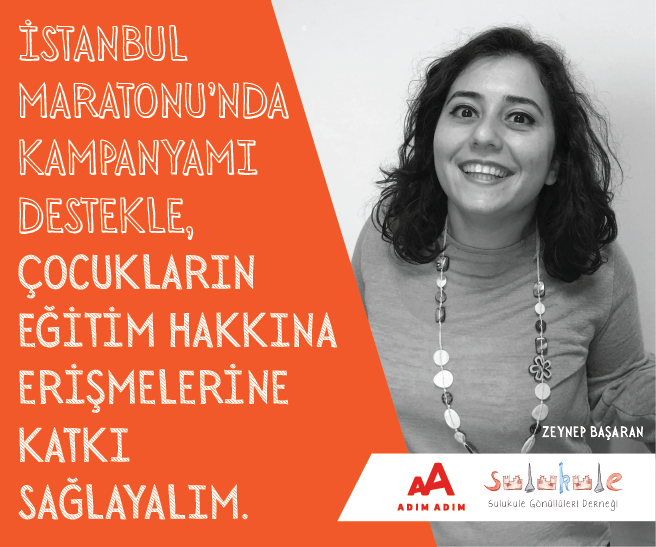 İSTANBUL
MARATONU'NDA
KAMPANYAMI
DESTEKLE,
ÇOCUKLARIN
EĞİTİM HAKKINA
ERİŞMELERİNE
KATKI
SAĞLAYALIM.
ZEYNEP BAŞARAN
AA
ADIM ADIM
sulukule
Sulukule Gönüllüleri Derneği